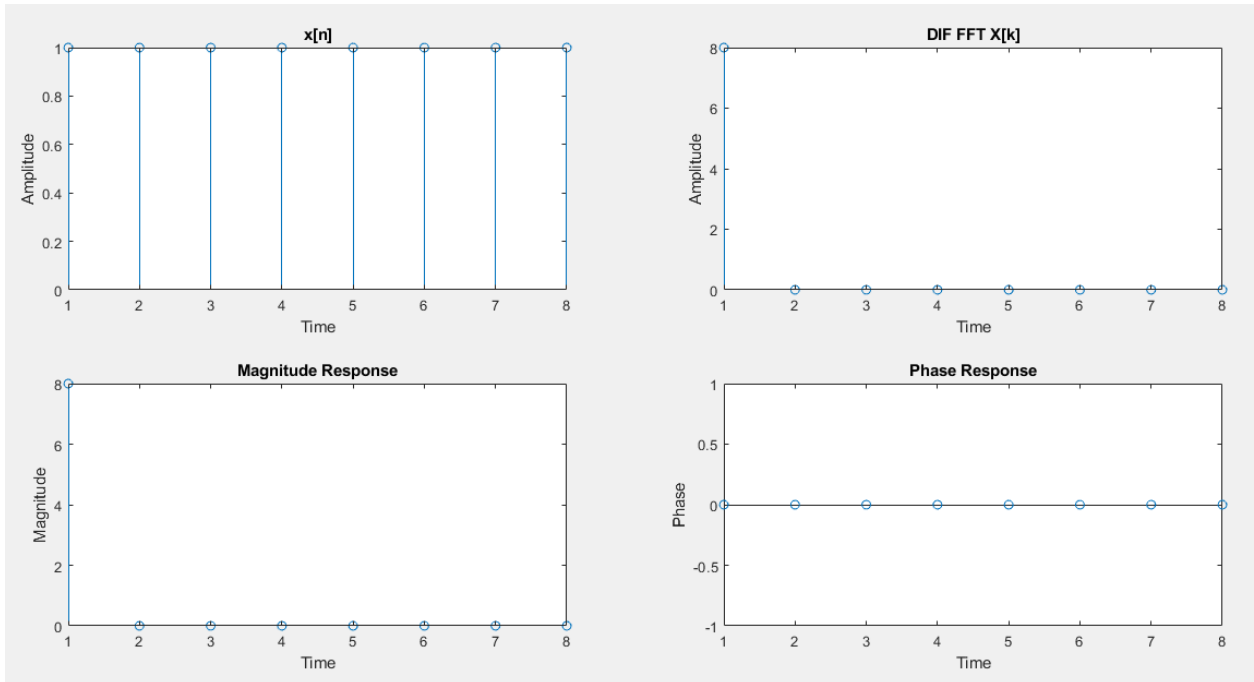 x[n]
1
0.8
0.6
0.4
0.2
0
Amplitude
1 2 3 4 5 6 7 8
Time
DIF FFT X[k]
8
6
4
2
0
Amplitude
1 2 3 4 5 6 7 8
Time
Magnitude Response
8
6
4
2
0
Magnitude
1 2 3 4 5 6 7 8
Time
Phase Response
1
0.5
0
-0.5
-1
Phase
1 2 3 4 5 6 7 8
Time